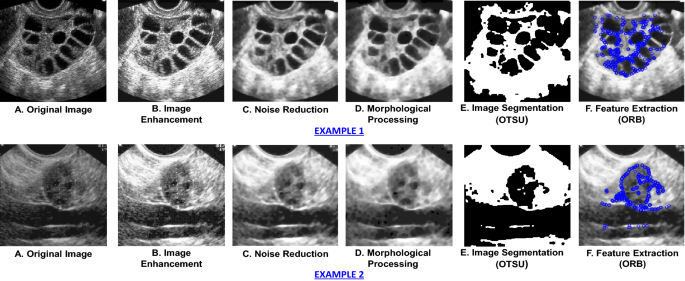 A. Original Image
B. Image
Enhancement
C. Noise Reduction
D. Morphological
Processing
E. Image Segmentation
(OTSU)
F. Feature Extraction
(ORB)
EXAMPLE 1
A. Original Image
B. Image
Enhancement
C. Noise Reduction
D. Morphological
Processing
E. Image Segmentation
(OTSU)
F. Feature Extraction
(ORB)
EXAMPLE 2